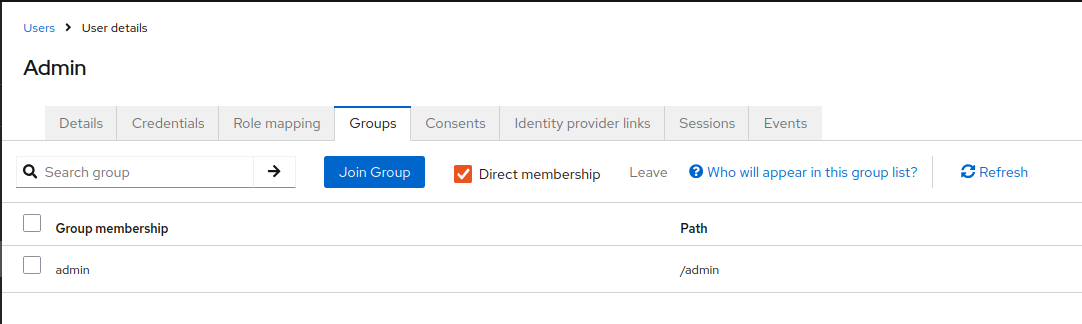 Users > User details
Admin
Details Credentials Role mapping Groups Consents Identity provider links Sessions Events
Search group Join Group Direct membership Leave Who will appear in this group list? Refresh
Group membership Path
admin /admin